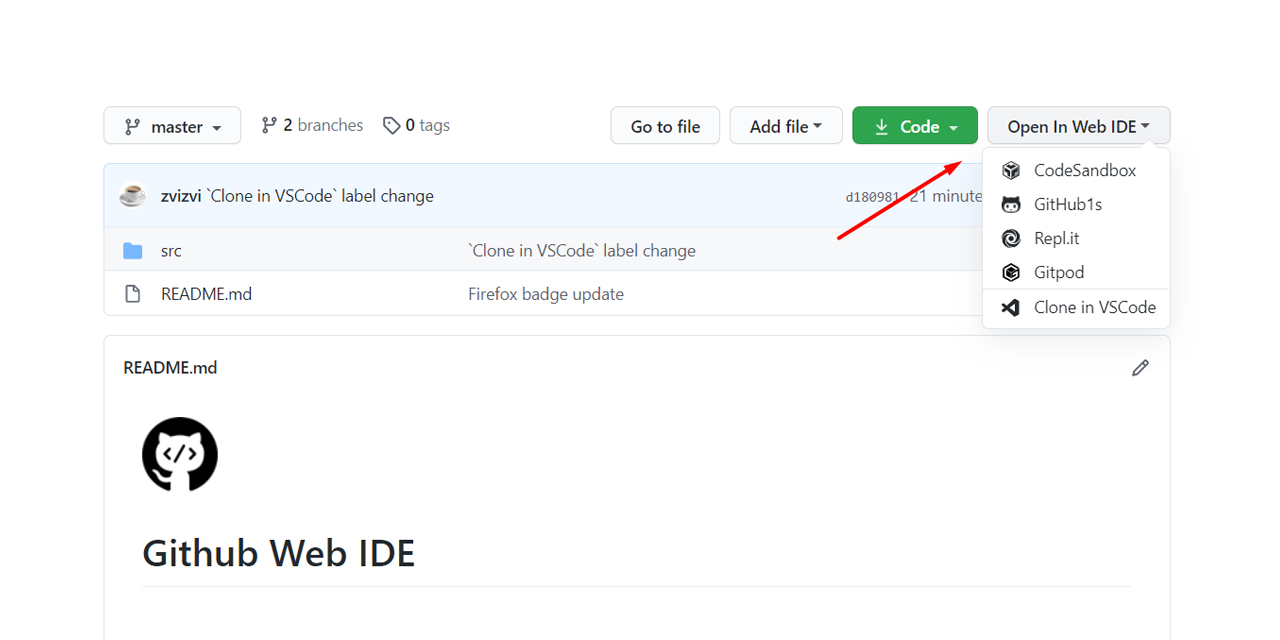 master 2 branches 0 tags Go to file Add file Code Open In Web IDE
zvizvi `Clone in VSCode` label change d180981 21 minute
src `Clone in VSCode` label change
README.md Firefox badge update
CodeSandbox
GitHub1s
Repl.it
Gitpod
Clone in VSCode
README.md
</>
Github Web IDE